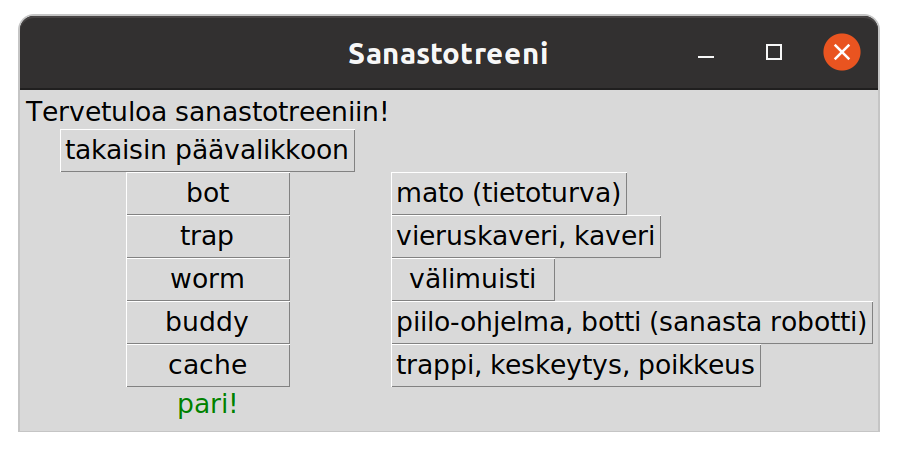 Sanastotreeni
Tervetuloa sanastotreeniin!
takaisin päävalikkoon
bot mato (tietoturva)
trap vieruskaveri, kaveri
worm välimuisti
buddy piilo-ohjelma, botti (sanasta robotti)
cache trappi, keskeytys, poikkeus
pari!